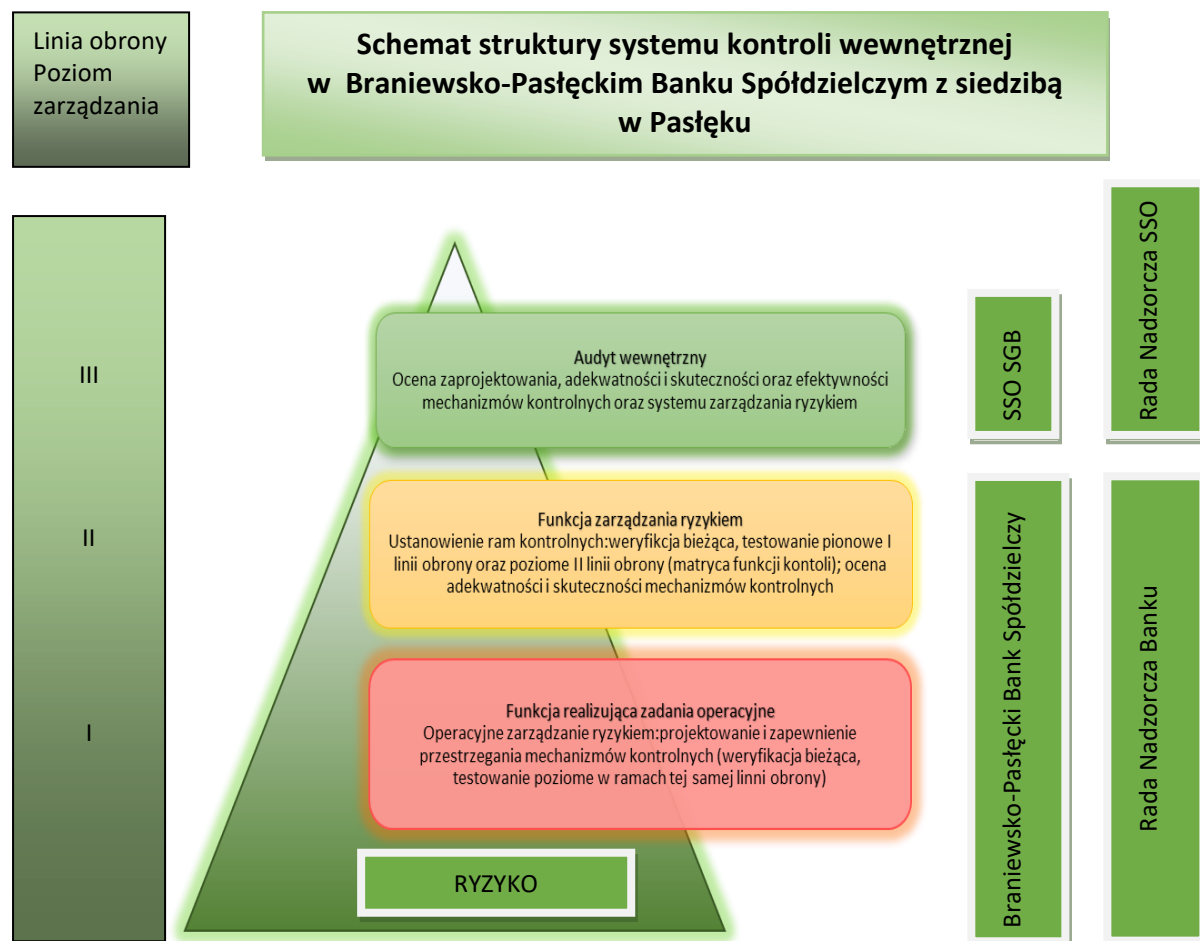 Linia obrony
Poziom
zarządzania
Schemat struktury systemu kontroli wewnętrznej
w Braniewsko-Pasłęckim Banku Spółdzielczym z siedzibą
w Pasłęku
III
II
I
Audyt wewnętrzny
Ocena zaprojektowania, adekwatności i skuteczności oraz efektywności
mechanizmów kontrolnych oraz systemu zarządzania ryzykiem
Funkcja zarządzania ryzykiem
Ustanowienie ram kontrolnych:weryfikcja bieżąca, testowanie pionowe I
linii obrony oraz poziome II linii obrony (matryca funkcji kontoli); ocena
adekwatności i skuteczności mechanizmów kontrolnych
Funkcja realizująca zadania operacyjne
Operacyjne zarządzanie ryzykiem:projektowanie i zapewnienie
przestrzegania mechanizmów kontrolnych (weryfikacja bieżąca,
testowanie poziome w ramach tej samej linni obrony)
RYZYKO
SSO SGB
Rada Nadzorcza SSO
Braniewsko-Pasłęcki Bank Spółdzielczy
Rada Nadzorcza Banku